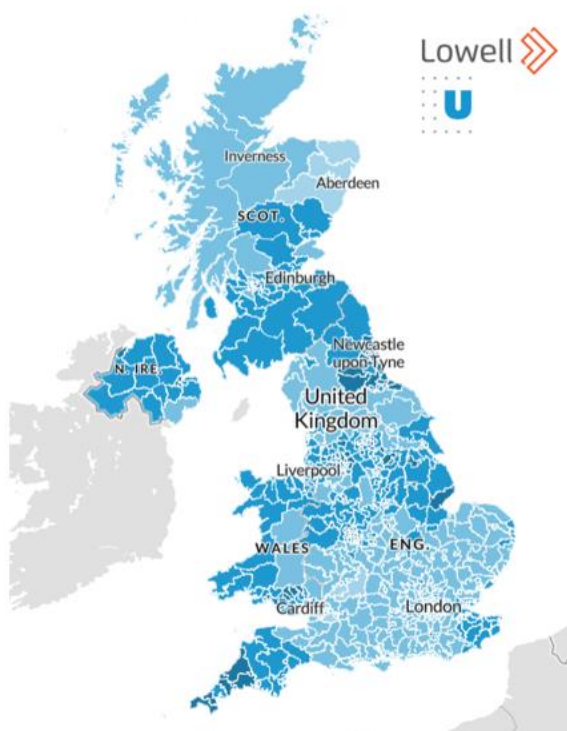 Lowell
U
Inverness
Aberdeen
SCOT.
Edinburgh
Newcastle
upon Tyne
N. IRE.
United
Kingdom
Liverpool
WALES
ENG.
Cardiff
London